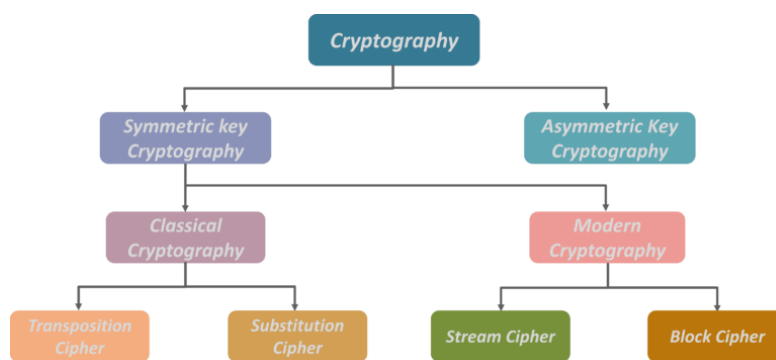 Cryptography
Symmetric key
Cryptography
Asymmetric Key
Cryptography
Classical
Cryptography
Modern
Cryptography
Transposition
Cipher
Substitution
Cipher
Stream Cipher
Block Cipher